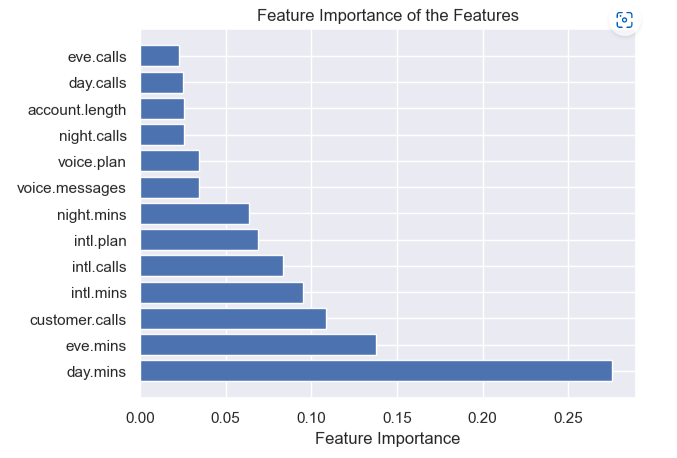 Feature Importance of the Features
eve.calls
day.calls
account.length
night.calls
voice.plan
voice.messages
night.mins
intl.plan
intl.calls
intl.mins
customer.calls
eve.mins
day.mins
0.00 0.05 0.10 0.15 0.20 0.25
Feature Importance